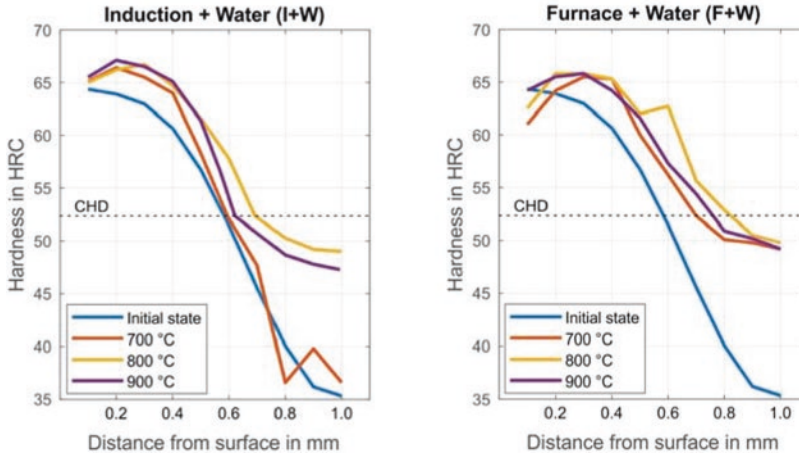 Induction + Water (I+W)
70
65
60
55
50
45
40
35
Hardness in HRC
CHD
Initial state
700 °C
800 °C
900 °C
0.2
0.4
0.6
0.8
1.0
Distance from surface in mm
Furnace + Water (F+W)
70
65
60
55
50
45
40
35
Hardness in HRC
CHD
Initial state
700 °C
800 °C
900 °C
0.2
0.4
0.6
0.8
1.0
Distance from surface in mm